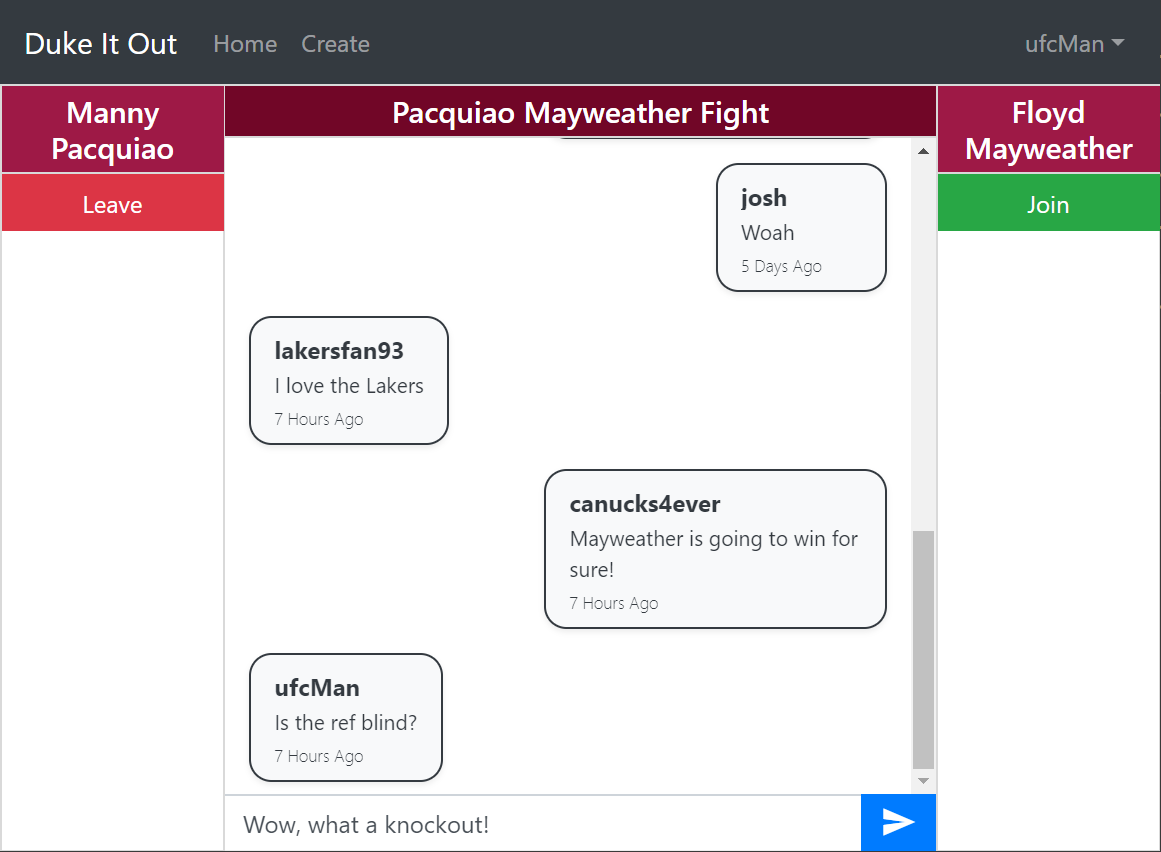 Duke It Out Home Create ufcMan
Manny
Pacquiao
Leave
Pacquiao Mayweather Fight
josh
Woah
5 Days Ago
lakersfan93
I love the Lakers
7 Hours Ago
canucks4ever
Mayweather is going to win for
sure!
7 Hours Ago
ufcMan
Is the ref blind?
7 Hours Ago
Wow, what a knockout!
Floyd
Mayweather
Join